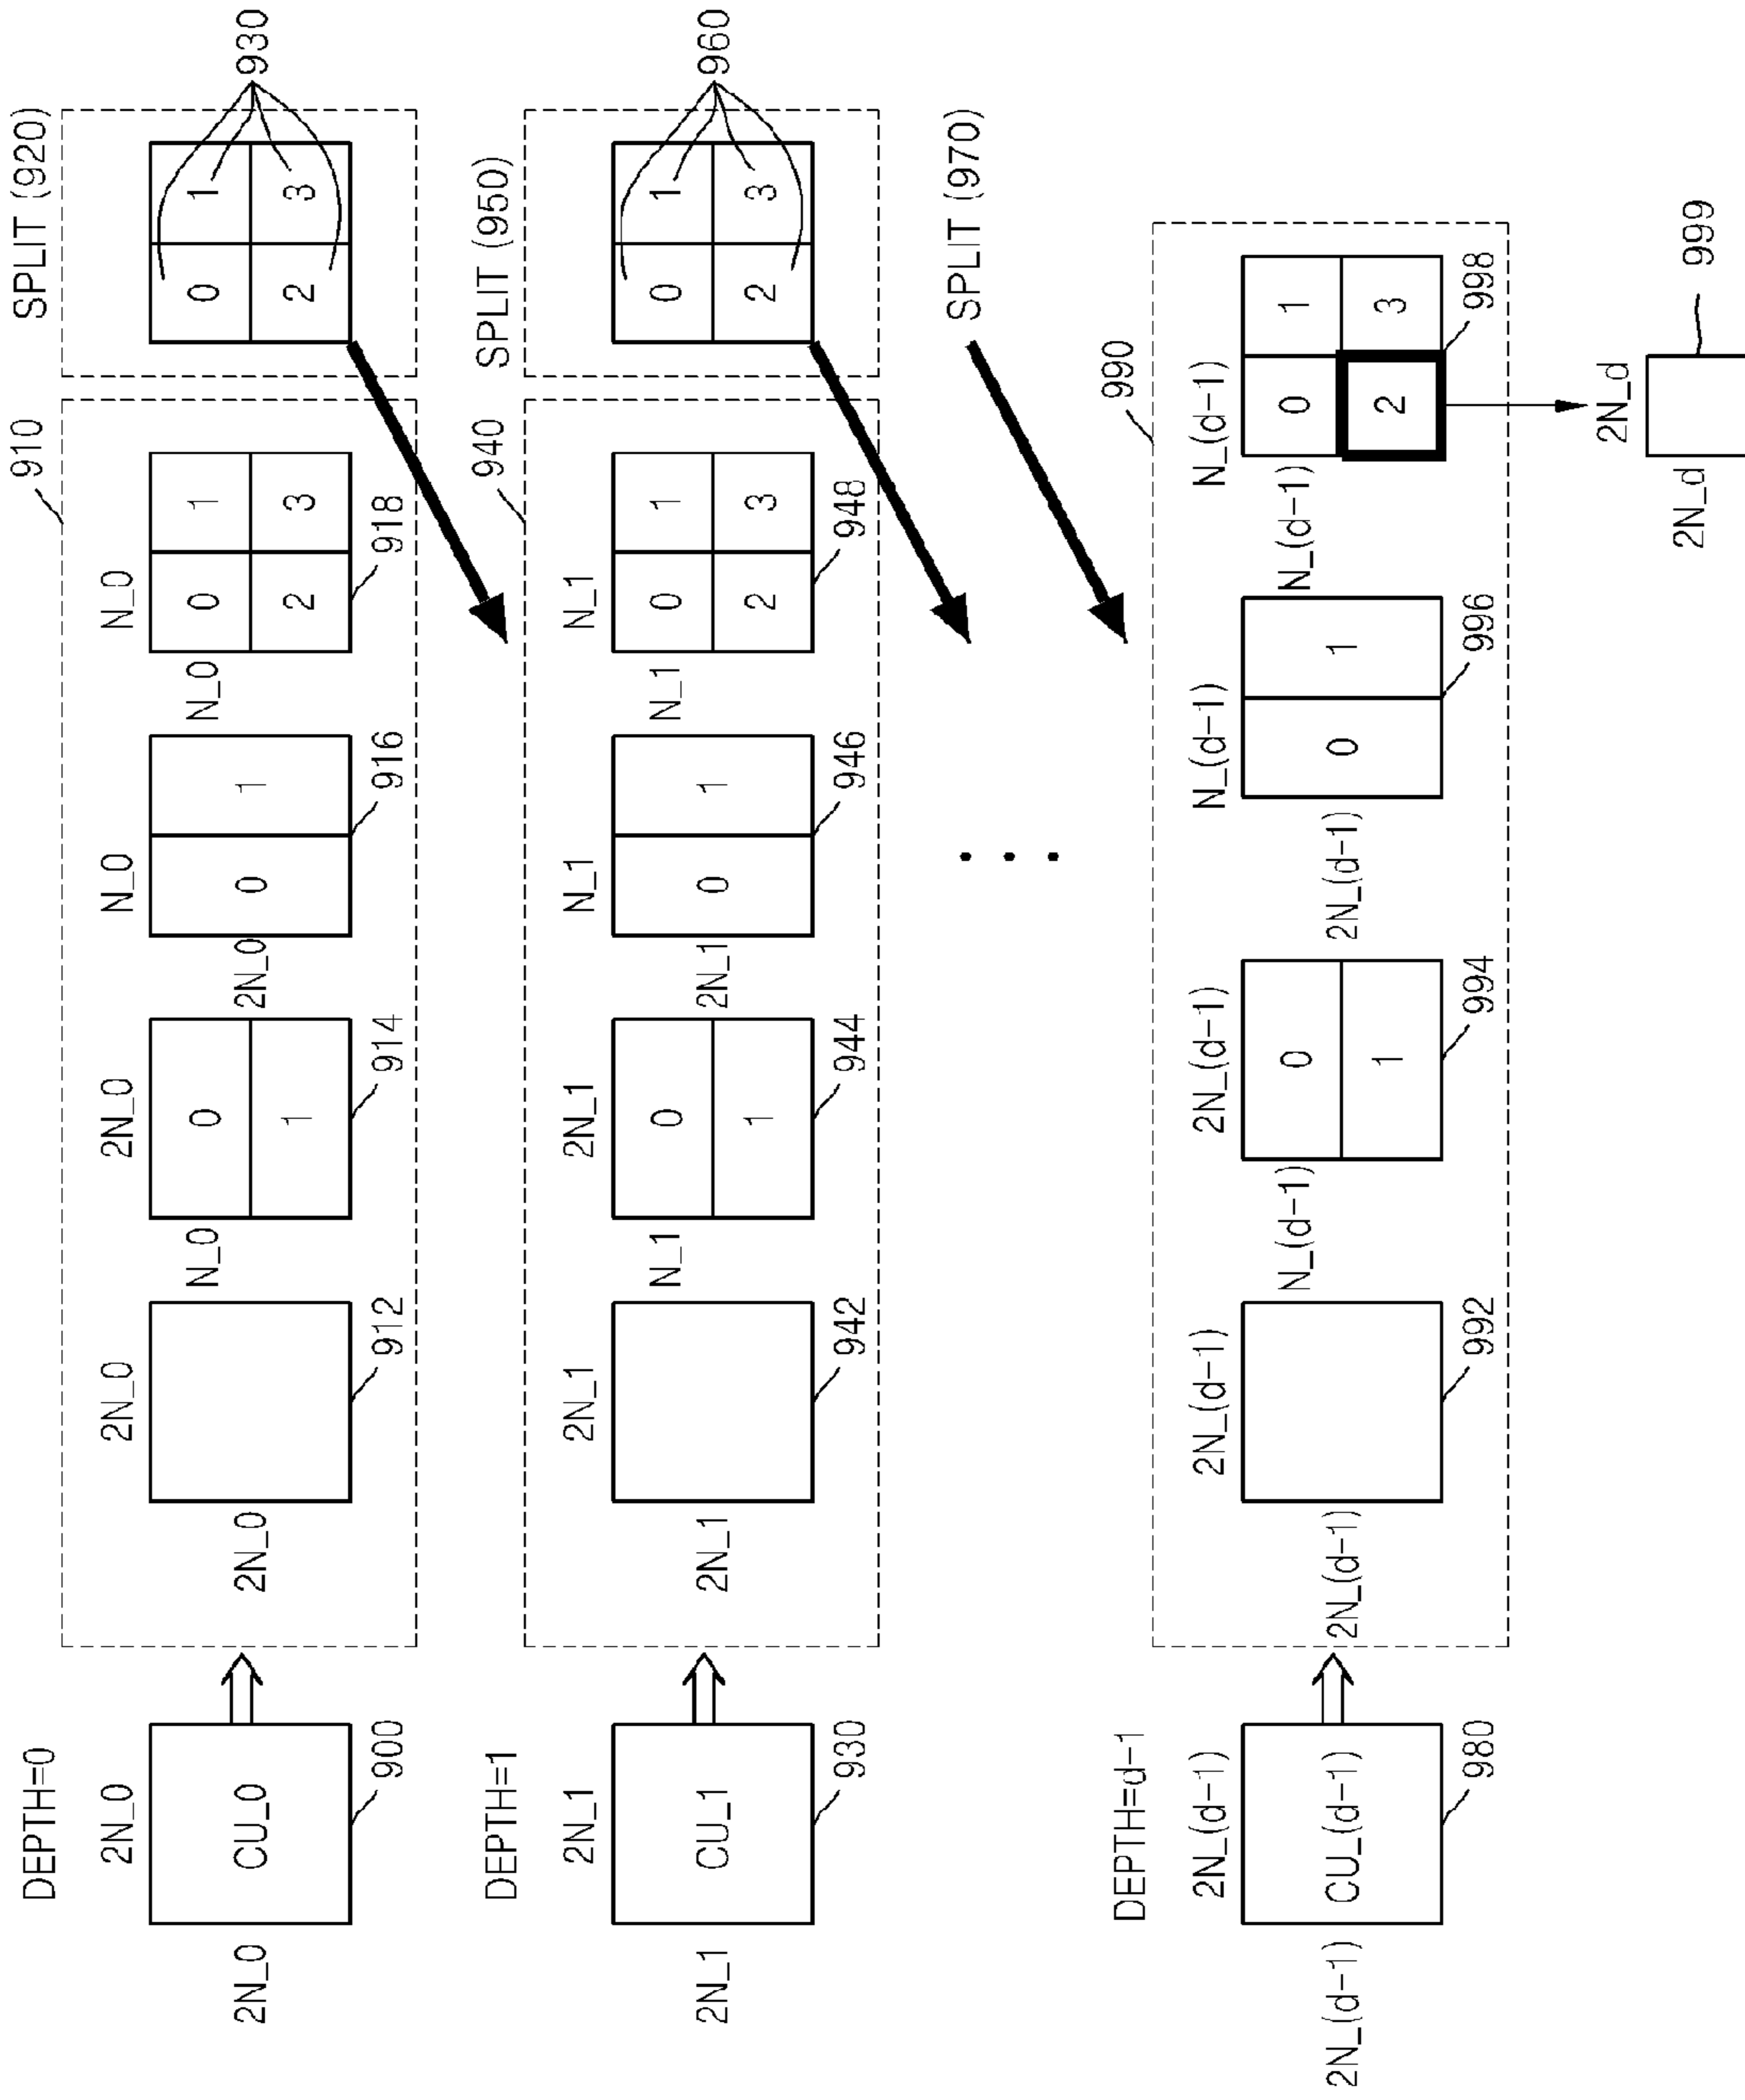 DEPTH=0
SPLIT (920)
910
930
2N_0
2N_0
2N_0
N_0
N_0
2N_0
CU_0
2N_0
N_0
0
1
2N_0
0
1
N_0
0
1
2
3
0
1
2
3
900
912
914
916
918
DEPTH=1
SPLIT (950)
940
960
2N_1
2N_1
2N_1
N_1
N_1
2N_1
CU_1
2N_1
N_1
0
1
2N_1
0
1
N_1
0
1
2
3
0
1
2
3
930
942
944
946
948
SPLIT (970)
. . .
DEPTH=d-1
990
2N_(d-1)
2N_(d-1)
2N_(d-1)
N_(d-1)
N_(d-1)
2N_(d-1)
CU_(d-1)
2N_(d-1)
N_(d-1)
0
1
2N_(d-1)
0
1
N_(d-1)
0
1
2
3
980
992
994
996
998
2N_d
2N_d
999